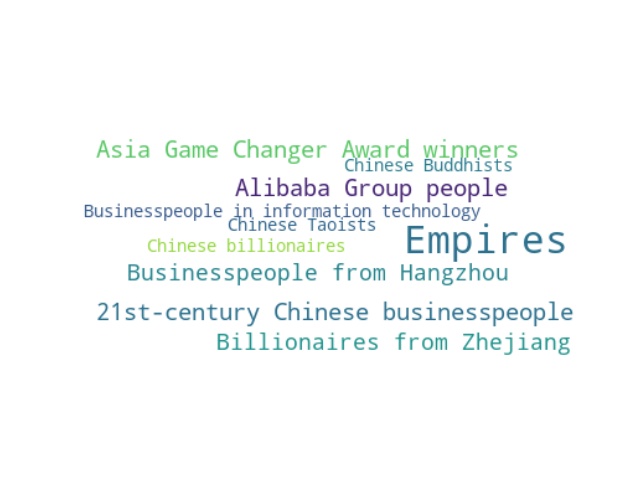 Asia Game Changer Award winners
Chinese Buddhists
Alibaba Group people
Businesspeople in information technology
Chinese Taoists
Empires
Chinese billionaires
Businesspeople from Hangzhou
21st-century Chinese businesspeople
Billionaires from Zhejiang